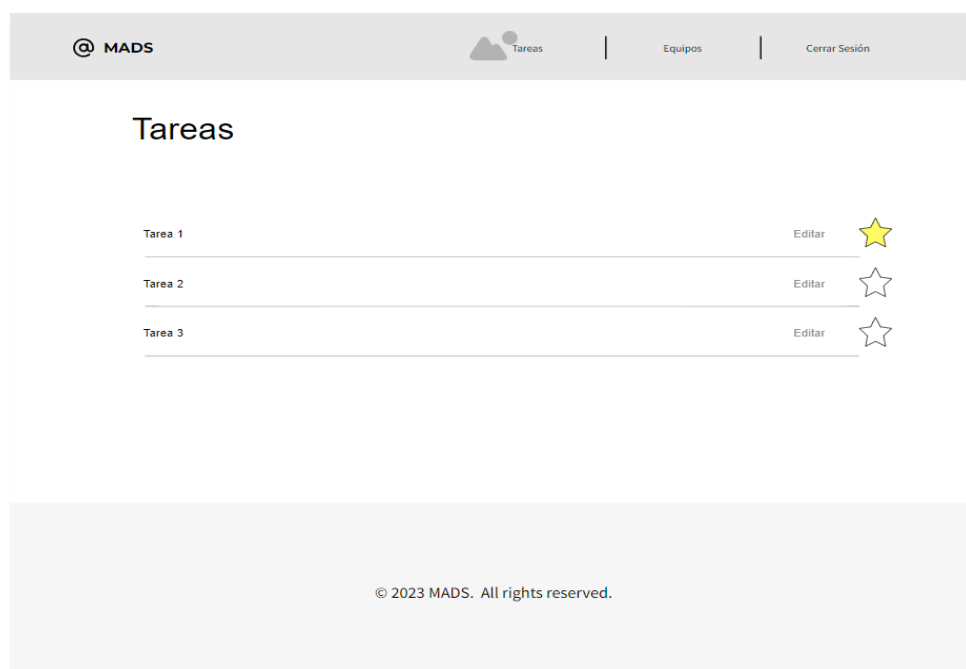 @ MADS
Tareas
Equipos
Cerrar Sesión
Tareas
Tarea 1 Editar
Tarea 2 Editar
Tarea 3 Editar
© 2023 MADS. All rights reserved.